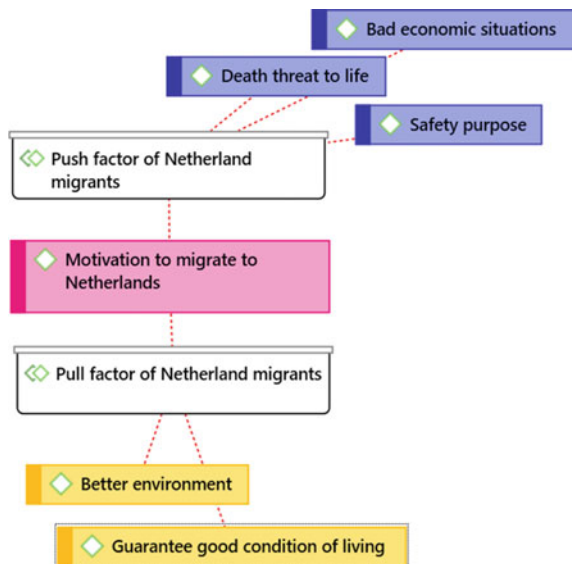 Bad economic situations
Death threat to life
Safety purpose
Push factor of Netherland
migrants
Motivation to migrate to
Netherlands
Pull factor of Netherland migrants
Better environment
Guarantee good condition of living